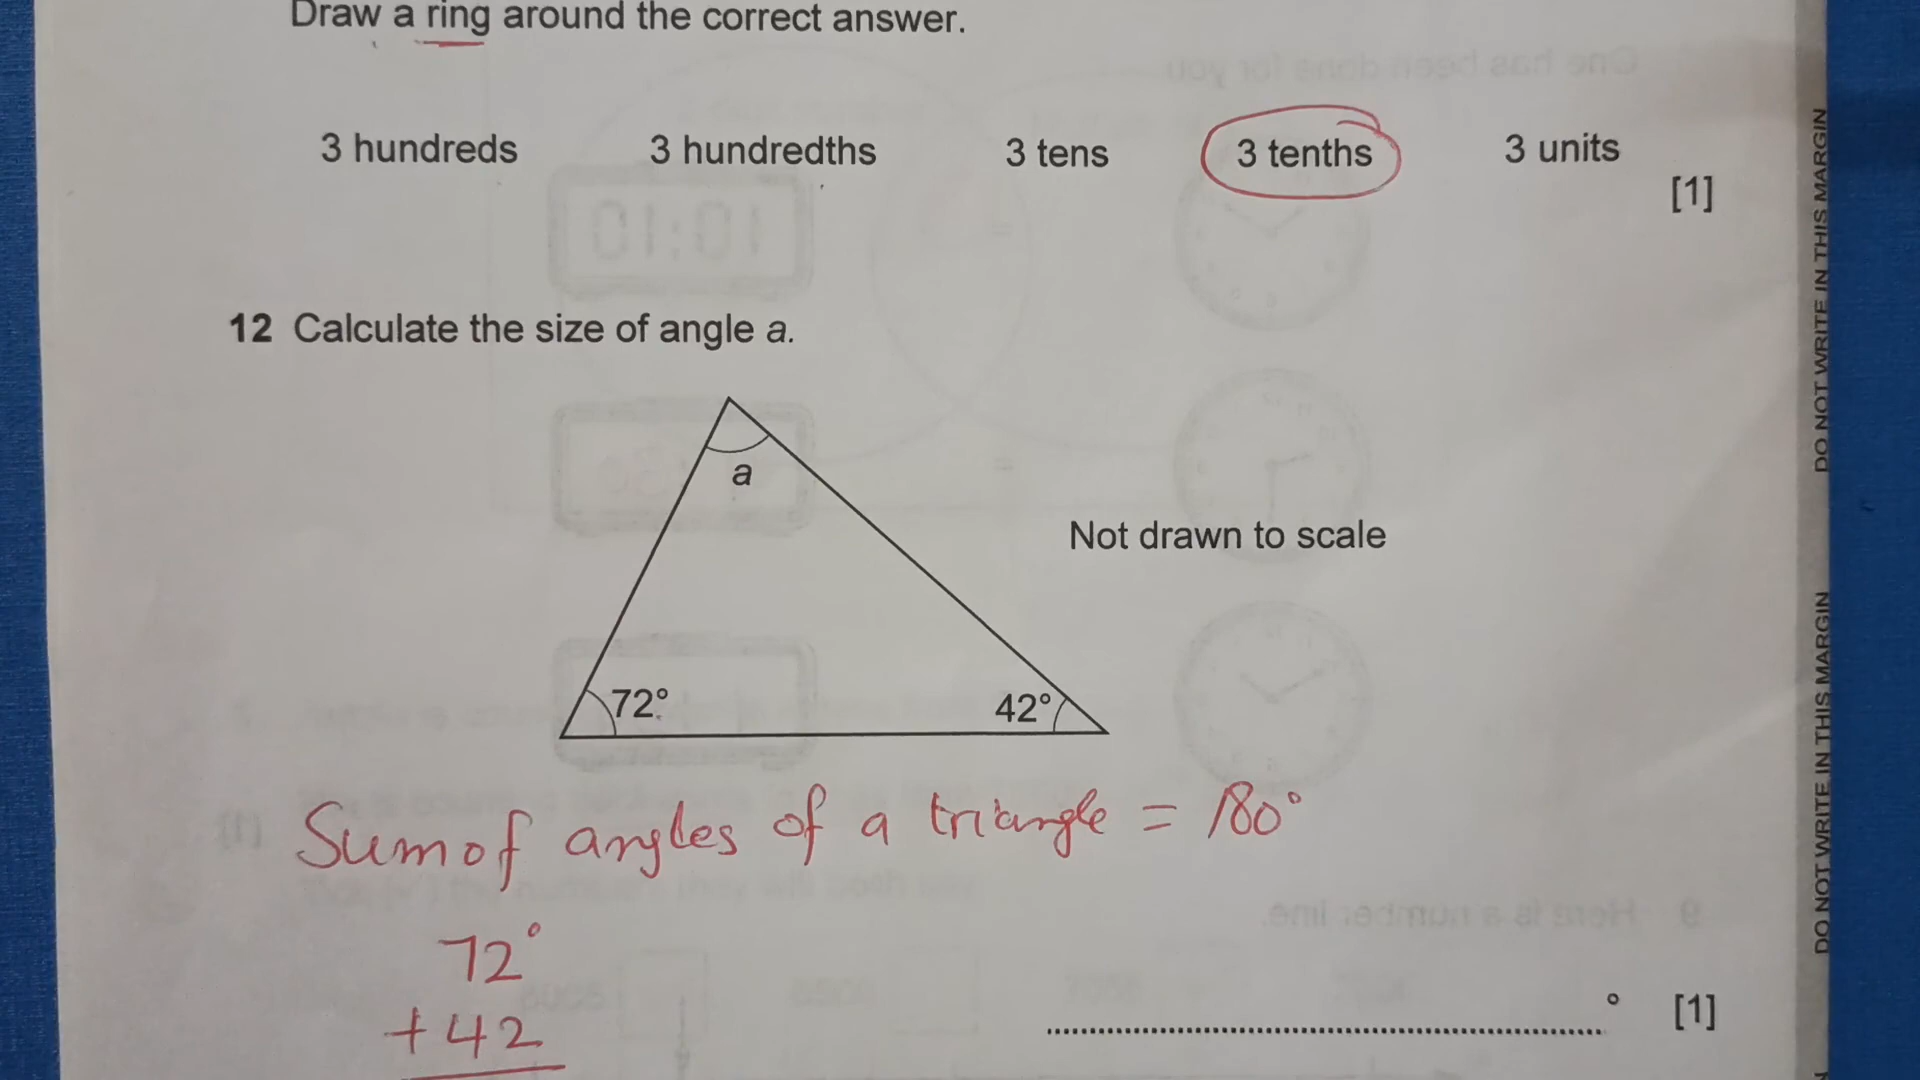 Draw a ring around the correct answer.
3 hundreds 3 hundredths 3 tens 3 tenths 3 units
[1]
12 Calculate the size of angle a.
a
Not drawn to scale
72° 42°
Sum of angles of a triangle = 180°
72°
+ 42
° [1]
DO NOT WRITE IN THIS MARGIN
DO NOT WRITE IN THIS MARGIN